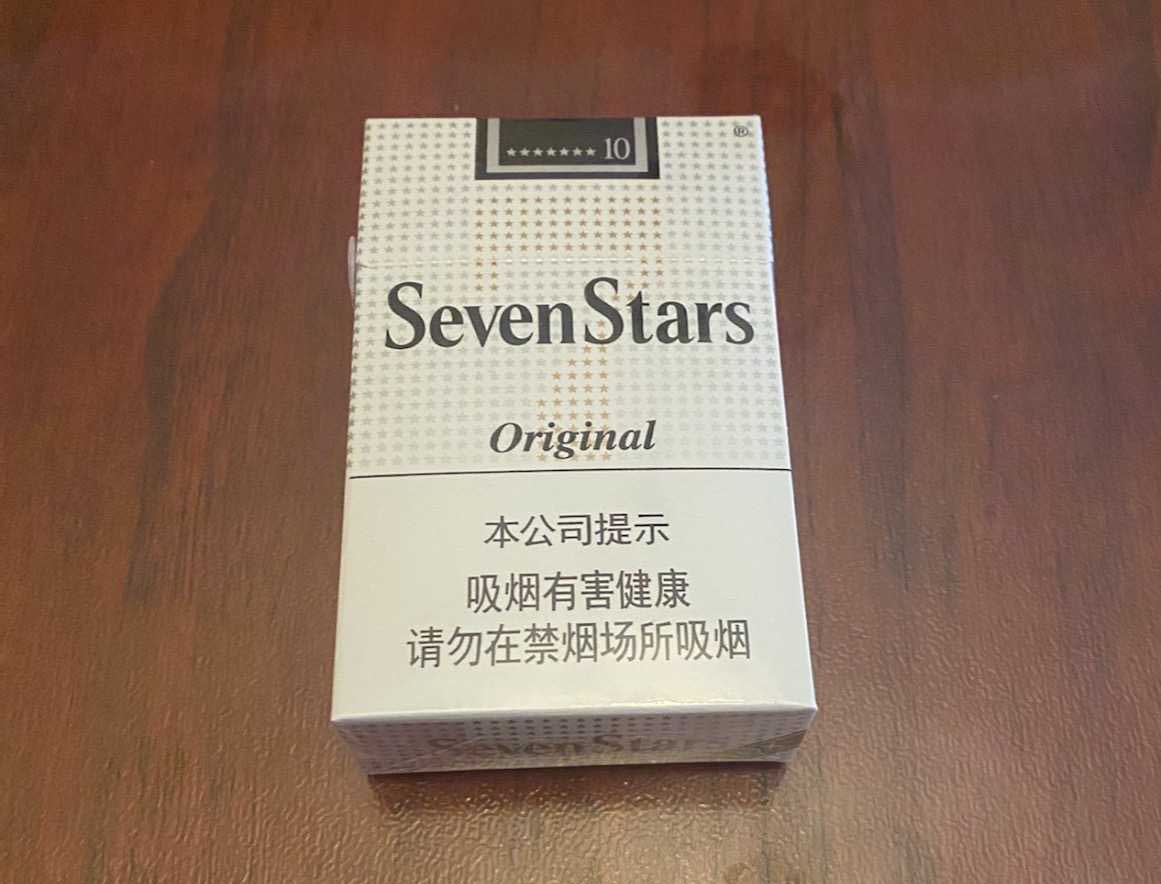 ★★★★★★★ 10
®
Seven Stars
Original
本公司提示
吸烟有害健康
请勿在禁烟场所吸烟
Seven Stars